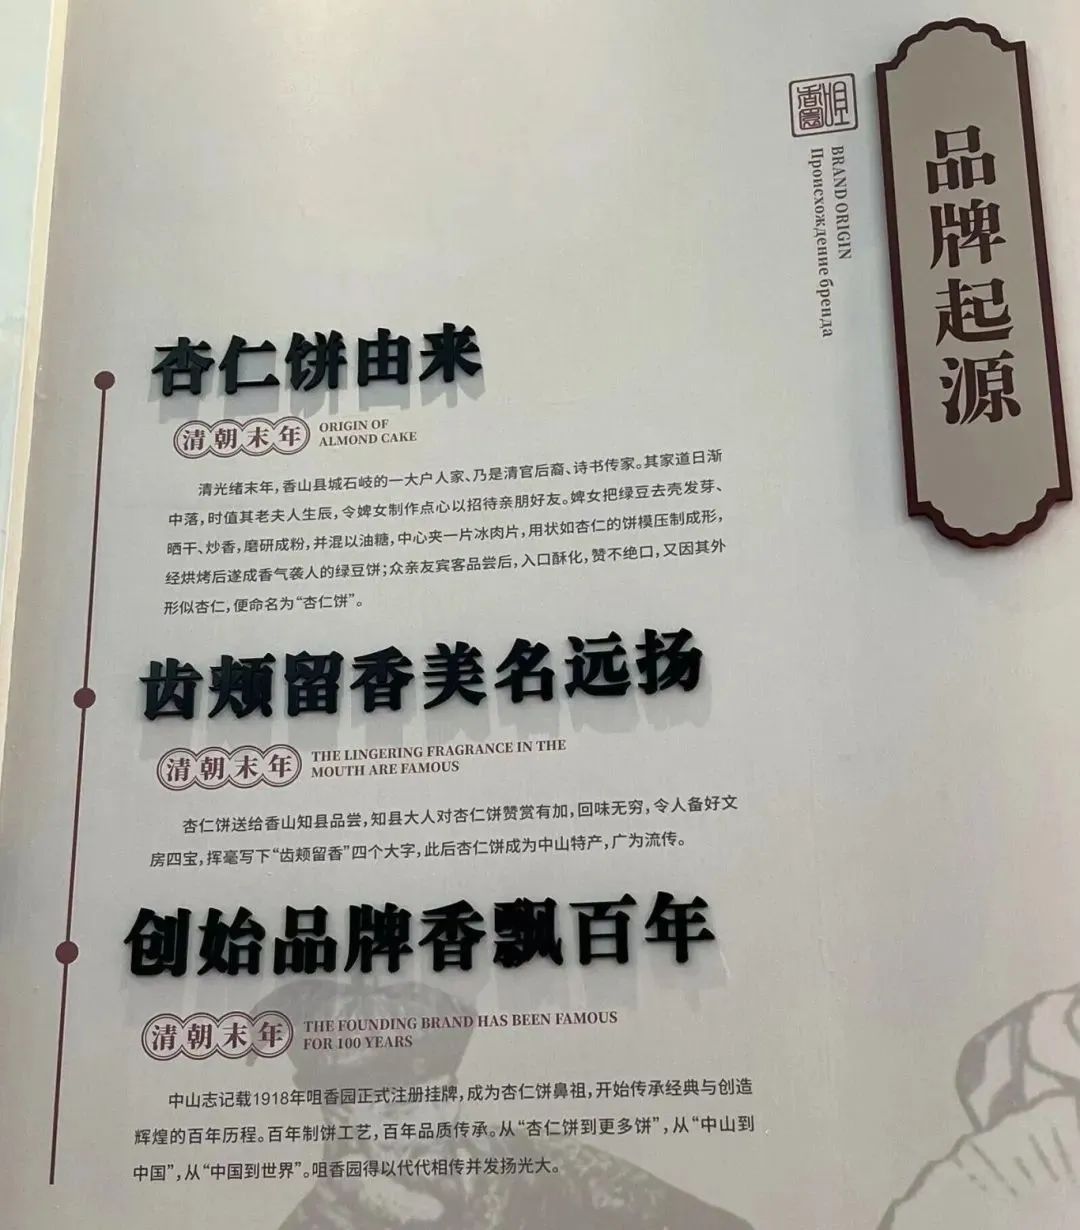 品牌起源
BRAND ORIGIN
Происхождение бренда
咀香園
杏仁饼由来
清朝末年
ORIGIN OF
ALMOND CAKE
清光绪末年，香山县城石岐的一大户人家、乃是清官后裔、诗书传家。其家道日渐
中落，时值其老夫人生辰，令婢女制作点心以招待亲朋好友。婢女把绿豆去壳发芽、
晒干、炒香，磨研成粉，并混以油糖，中心夹一片冰肉片，用状如杏仁的饼模压制成形，
经烘烤后遂成香气袭人的绿豆饼；众亲友宾客品尝后，入口酥化，赞不绝口，又因其外
形似杏仁，便命名为“杏仁饼”。
齿颊留香美名远扬
清朝末年
THE LINGERING FRAGRANCE IN THE
MOUTH ARE FAMOUS
杏仁饼送给香山知县品尝，知县大人对杏仁饼赞赏有加，回味无穷，令人备好文
房四宝，挥毫写下“齿颊留香”四个大字，此后杏仁饼成为中山特产，广为流传。
创始品牌香飘百年
清朝末年
THE FOUNDING BRAND HAS BEEN FAMOUS
FOR 100 YEARS
中山志记载1918年咀香园正式注册挂牌，成为杏仁饼鼻祖，开始传承经典与创造
辉煌的百年历程。百年制饼工艺，百年品质传承。从“杏仁饼到更多饼”，从“中山到
中国”，从“中国到世界”。咀香园得以代代相传并发扬光大。